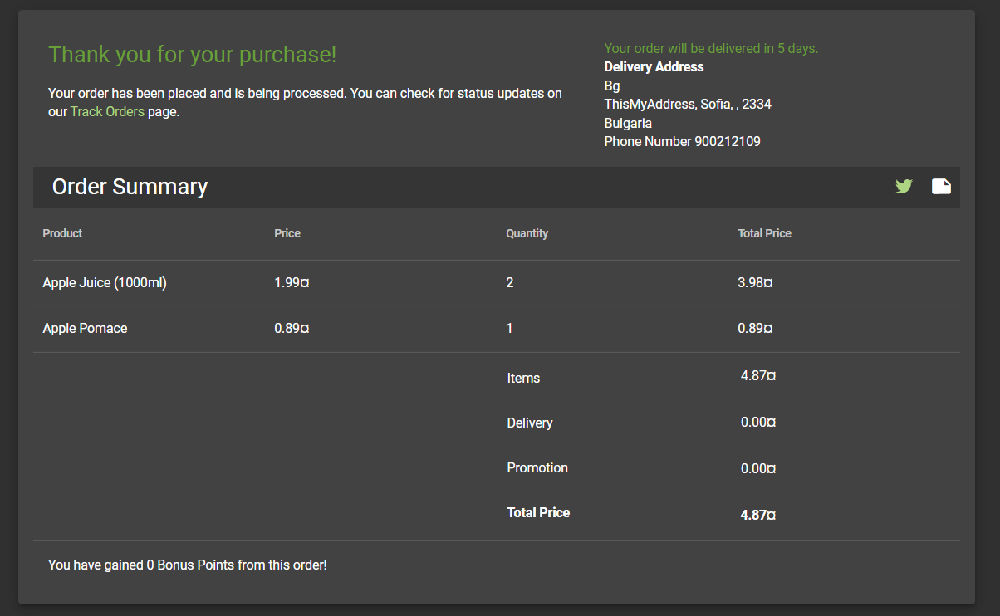 Thank you for your purchase!
Your order has been placed and is being processed. You can check for status updates on
our Track Orders page.
Your order will be delivered in 5 days.
Delivery Address
Bg
ThisMyAddress, Sofia, , 2334
Bulgaria
Phone Number 900212109
Order Summary
Product Price Quantity Total Price
Apple Juice (1000ml) 1.99¤ 2 3.98¤
Apple Pomace 0.89¤ 1 0.89¤
Items 4.87¤
Delivery 0.00¤
Promotion 0.00¤
Total Price 4.87¤
You have gained 0 Bonus Points from this order!